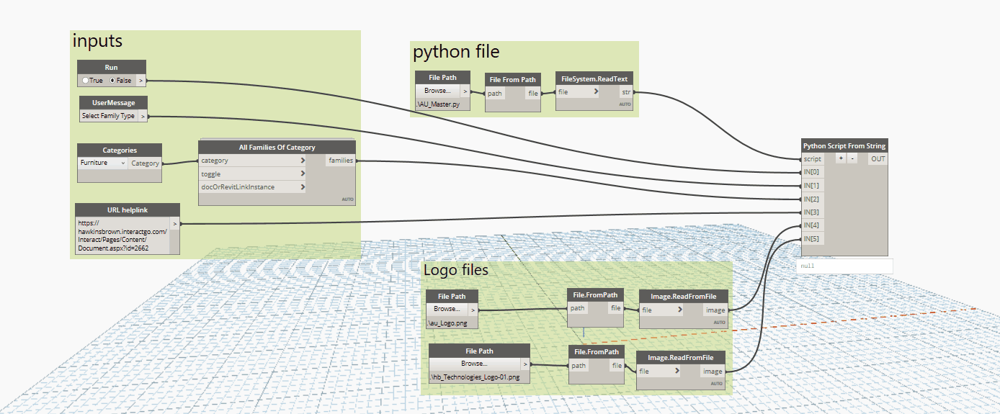 inputs
Run
True False >
UserMessage
Select Family Type >
Categories
Furniture Category
All Families Of Category
category > families
toggle >
docOrRevitLinkInstance >
AUTO
URL helplink
https:// >
hawkinsbrown.interactgo.com/
Interact/Pages/Content/
Document.aspx?id=2662
python file
File Path
Browse... >
.\AU_Master.py
File From Path
path file
FileSystem.ReadText
file > str
AUTO
Python Script From String
script + - OUT
IN[0]
IN[1]
IN[2]
IN[3]
IN[4]
IN[5]
null
Logo files
File Path
Browse... >
.\au_Logo.png
File.FromPath
path file
Image.ReadFromFile
file > image
AUTO
File Path
Browse... >
.\hb_Technologies_Logo-01.png
File.FromPath
path file
Image.ReadFromFile
file > image
AUTO